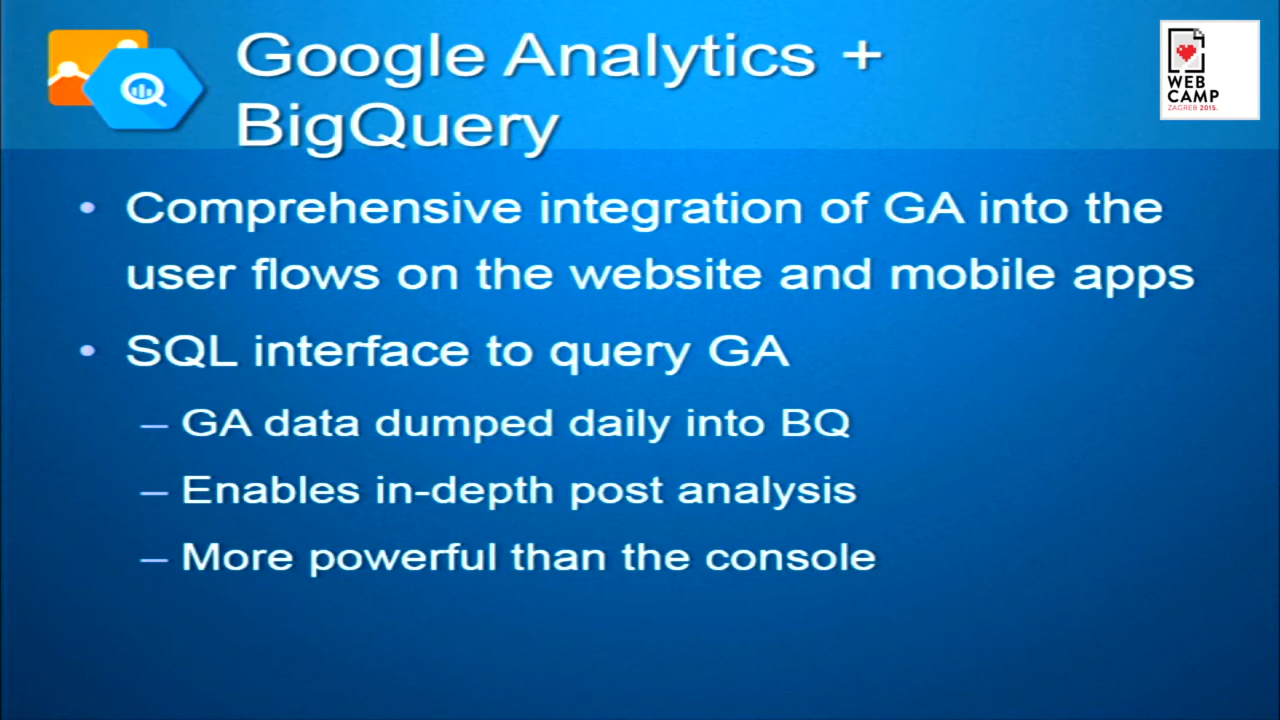 Google Analytics +
BigQuery
WEB
CAMP
ZAGREB 2015.
• Comprehensive integration of GA into the
user flows on the website and mobile apps
• SQL interface to query GA
– GA data dumped daily into BQ
– Enables in-depth post analysis
– More powerful than the console